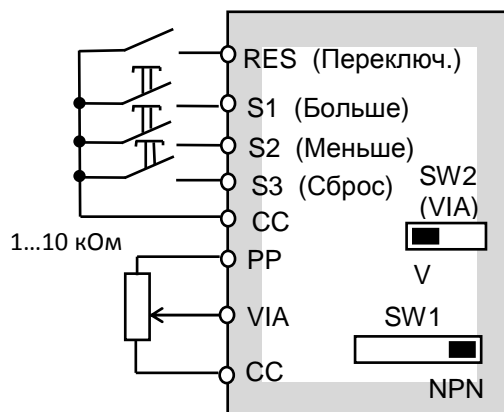 RES (Переключ.)
S1 (Больше)
S2 (Меньше)
S3 (Сброс)
SW2
(VIA)
CC
1...10 кОм
PP
V
VIA
SW1
CC
NPN